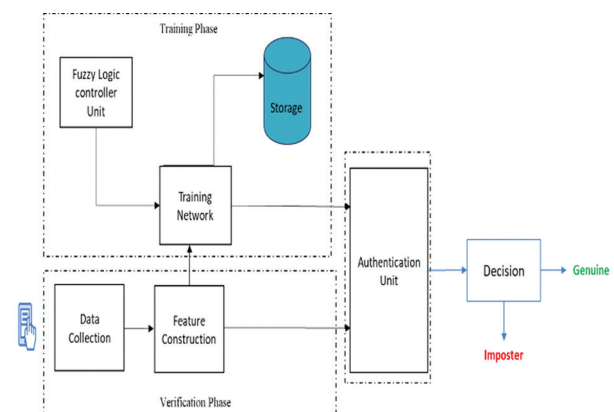 Training Phase
Fuzzy Logic
controller
Unit
Storage
Training
Network
Authentication
Unit
Decision
Genuine
Imposter
Data
Collection
Feature
Construction
Verification Phase